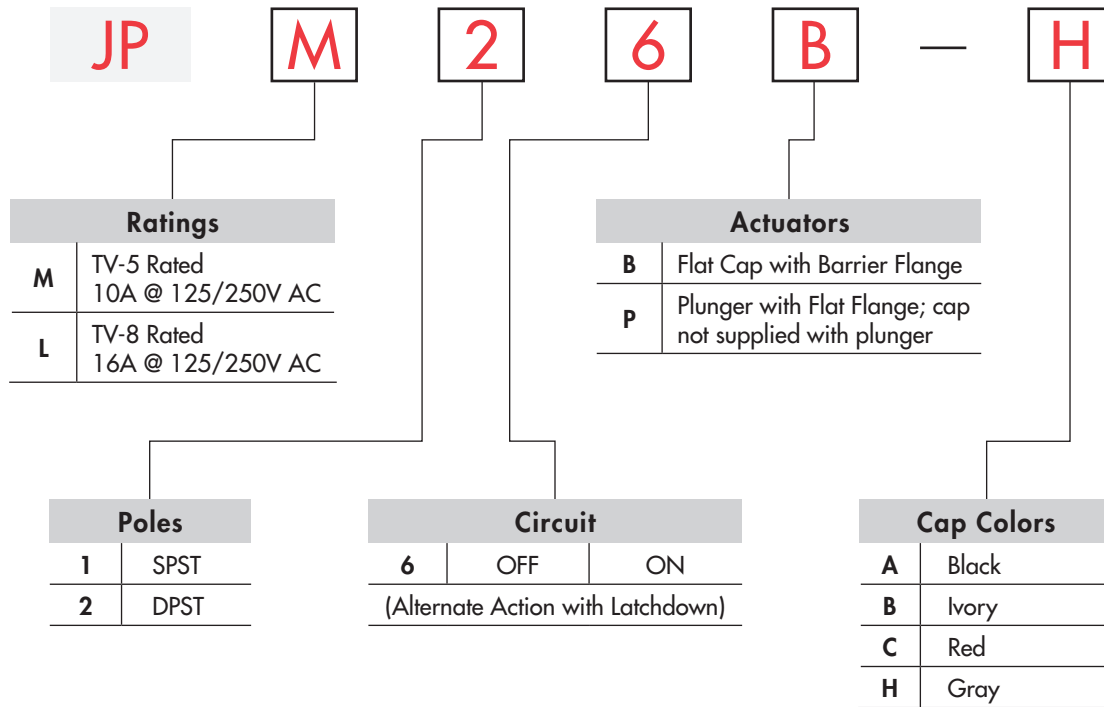 JP M 2 6 B — H
Ratings
M TV-5 Rated
10A @ 125/250V AC
L TV-8 Rated
16A @ 125/250V AC
Actuators
B Flat Cap with Barrier Flange
P Plunger with Flat Flange; cap
not supplied with plunger
Poles
1 SPST
2 DPST
Circuit
6 OFF ON
(Alternate Action with Latchdown)
Cap Colors
A Black
B Ivory
C Red
H Gray